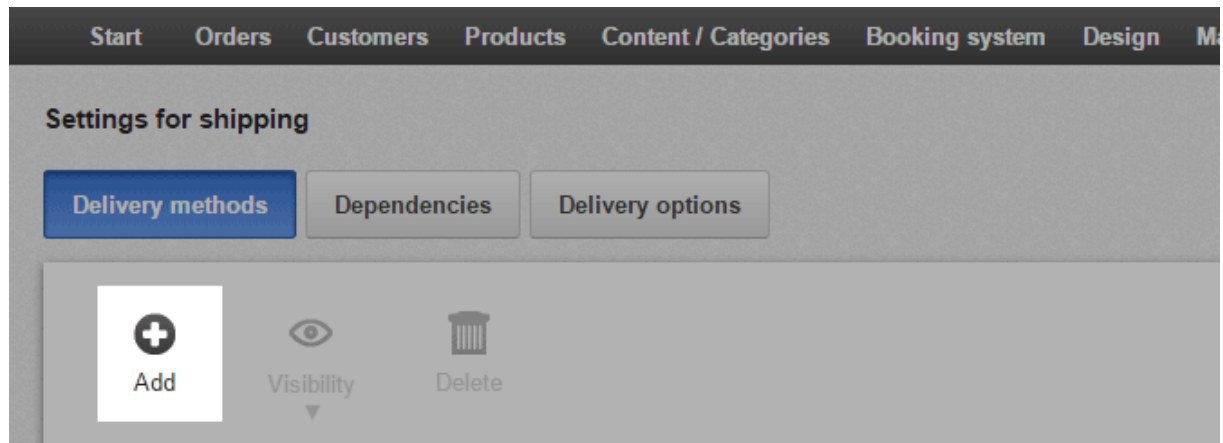 Start Orders Customers Products Content / Categories Booking system Design
Settings for shipping
Delivery methods Dependencies Delivery options
Add Visibility Delete